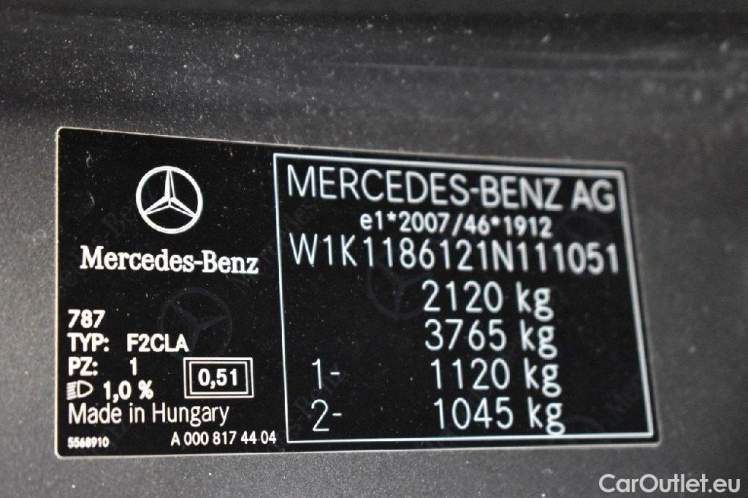 Mercedes-Benz
787
TYP: F2CLA
PZ: 1
1,0 %
0,51
Made in Hungary
5568910 A 000 817 44 04
MERCEDES-BENZ AG
e1*2007/46*1912
W1K1186121N111051
2120 kg
3765 kg
1- 1120 kg
2- 1045 kg
CarOutlet.eu